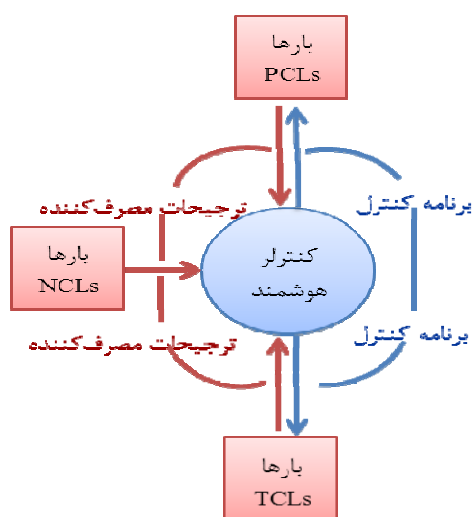 بارها
PCLs
ترجیحات مصرف‌کننده
برنامه کنترل
بارها
NCLs
کنترلر
هوشمند
ترجیحات مصرف‌کننده
برنامه کنترل
بارها
TCLs